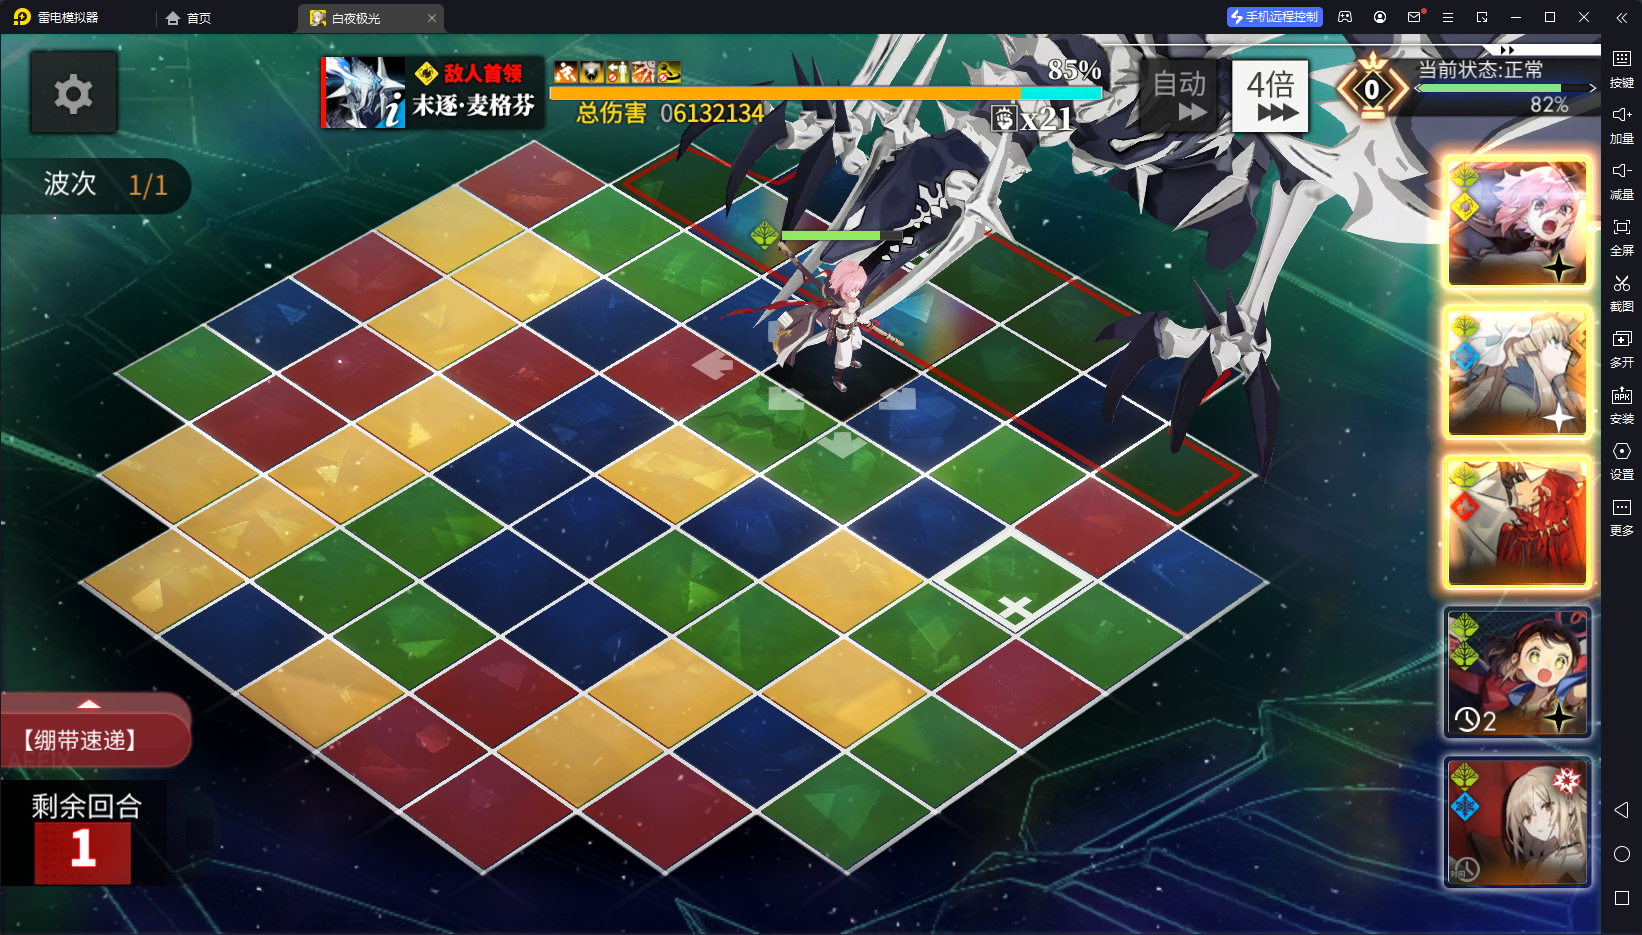 雷电模拟器
首页
白夜极光
手机远程控制
敌人首领
末逐·麦格芬
i
85%
总伤害 06132134
x21
自动
4倍
0
当前状态:正常
82%
波次 1/1
【绷带速递】
AFFIX
剩余回合
1
2
时间
按键
加量
减量
全屏
截图
多开
APK
安装
设置
更多